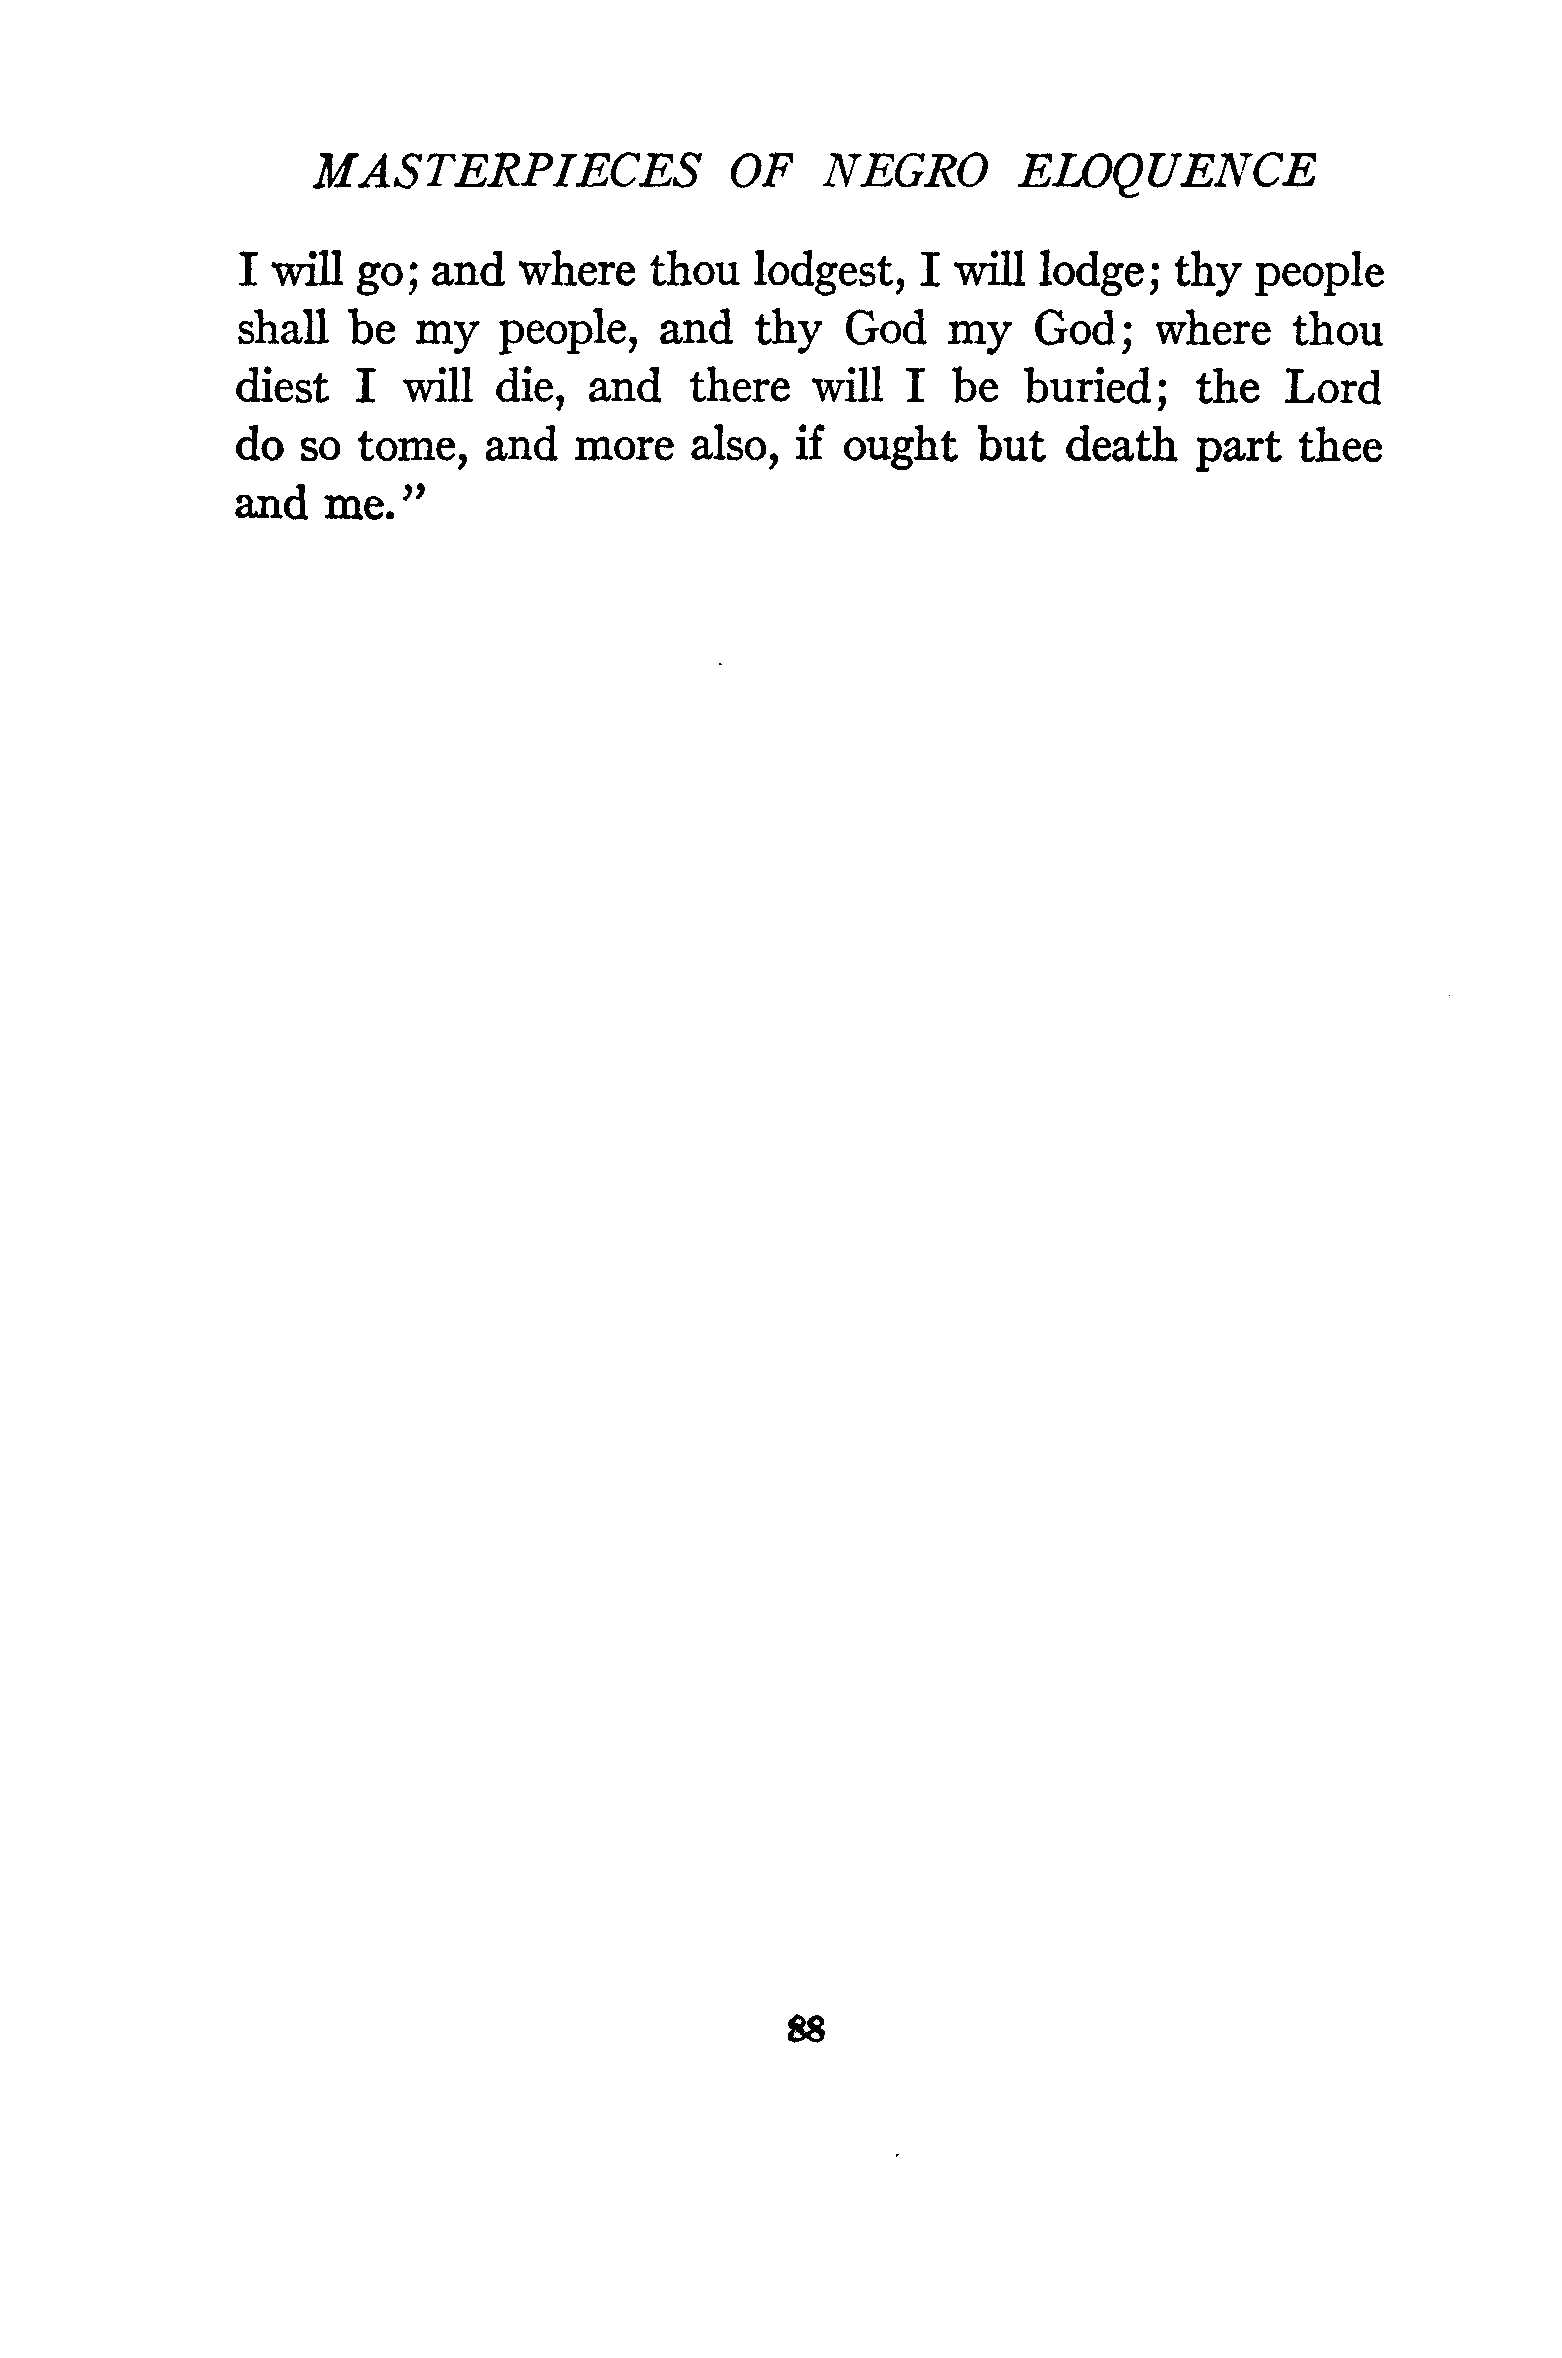 MASTERPIECES OF NEGRO ELOQUENCE
I will go; and where thou lodgest, I will lodge; thy people
shall be my people, and thy God my God; where thou
diest I will die, and there will I be buried; the Lord
do so tome, and more also, if ought but death part thee
and me.”
88